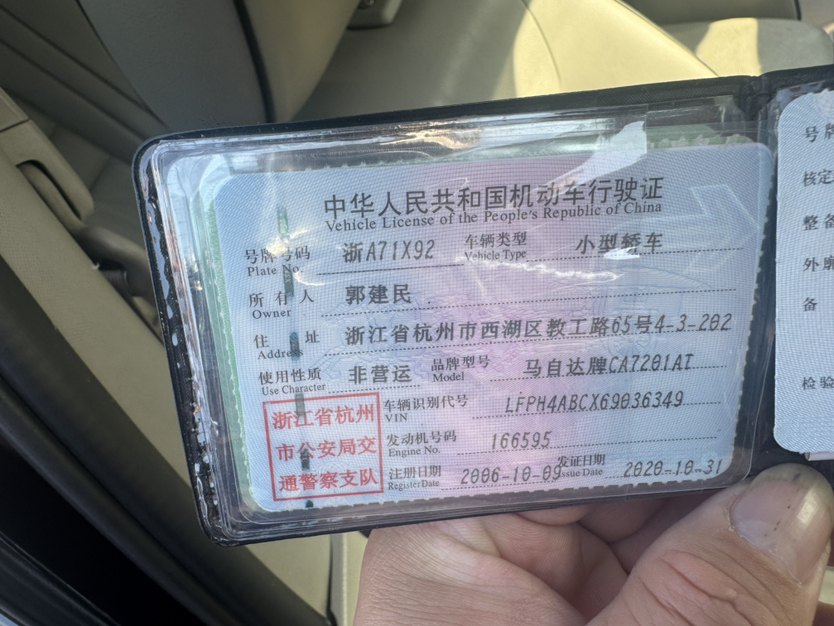 中华人民共和国机动车行驶证
Vehicle License of the People's Republic of China
号牌号码 浙A71X92 车辆类型 小型轿车
Plate No. Vehicle Type
所有人 郭建民
Owner
住址 浙江省杭州市西湖区教工路65号4-3-202
Address
使用性质 非营运 品牌型号 马自达牌CA7201AT
Use Character Model
浙江省杭州 车辆识别代号 LFPH4ABCX69036349
VIN
市公安局交 发动机号码 166595
Engine No.
通警察支队 注册日期 2006-10-09 发证日期 2020-10-31
Register Date Issue Date
号牌
核定
整备
外廓
备
检验